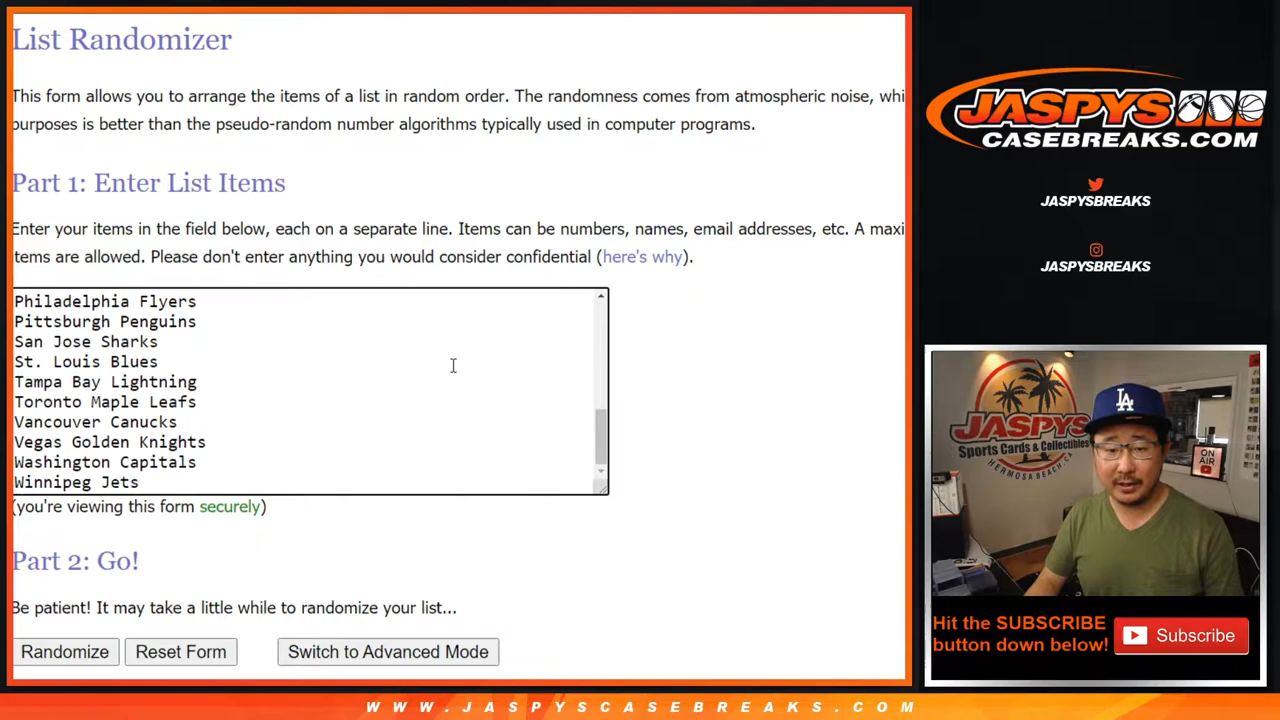 List Randomizer
This form allows you to arrange the items of a list in random order. The randomness comes from atmospheric noise, whi
purposes is better than the pseudo-random number algorithms typically used in computer programs.
Part 1: Enter List Items
Enter your items in the field below, each on a separate line. Items can be numbers, names, email addresses, etc. A maxi
items are allowed. Please don't enter anything you would consider confidential (here's why).
Philadelphia Flyers
Pittsburgh Penguins
San Jose Sharks
St. Louis Blues
Tampa Bay Lightning
Toronto Maple Leafs
Vancouver Canucks
Vegas Golden Knights
Washington Capitals
Winnipeg Jets
(you're viewing this form securely)
Part 2: Go!
Be patient! It may take a little while to randomize your list...
Randomize
Reset Form
Switch to Advanced Mode
JASPYS
CASEBREAKS.COM
JASPYSBREAKS
JASPYSBREAKS
JASPYS
Sports Cards & Collectibles
HERMOSA BEACH, CA
LA
ON
AIR
Hit the SUBSCRIBE
button down below!
Subscribe
WWW.JASPYSCASEBREAKS.COM